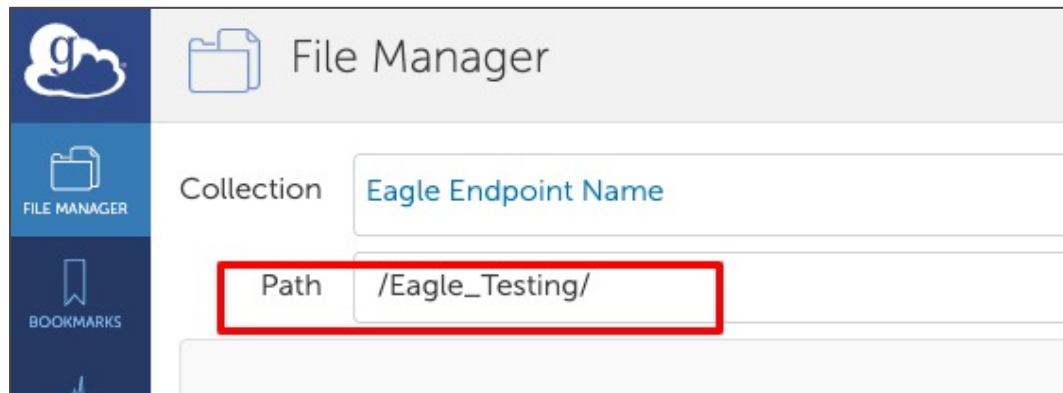 g
File Manager
FILE MANAGER
Collection
Eagle Endpoint Name
Path
/Eagle_Testing/
BOOKMARKS